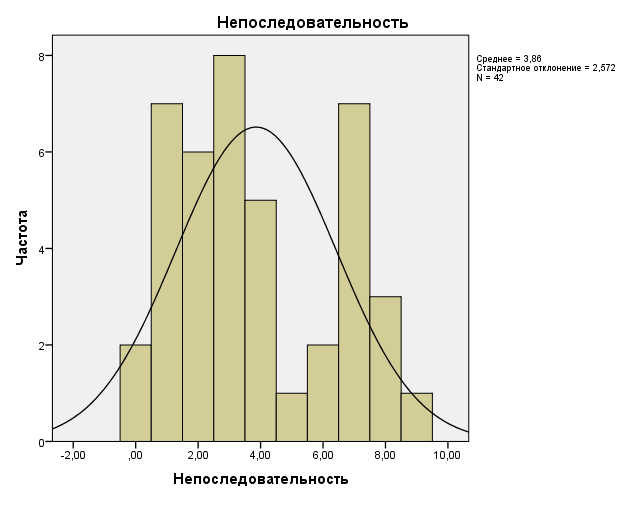 Непоследовательность
Среднее = 3,86
Стандартное отклонение = 2,572
N = 42
Частота
8
6
4
2
0
-2,00 ,00 2,00 4,00 6,00 8,00 10,00
Непоследовательность